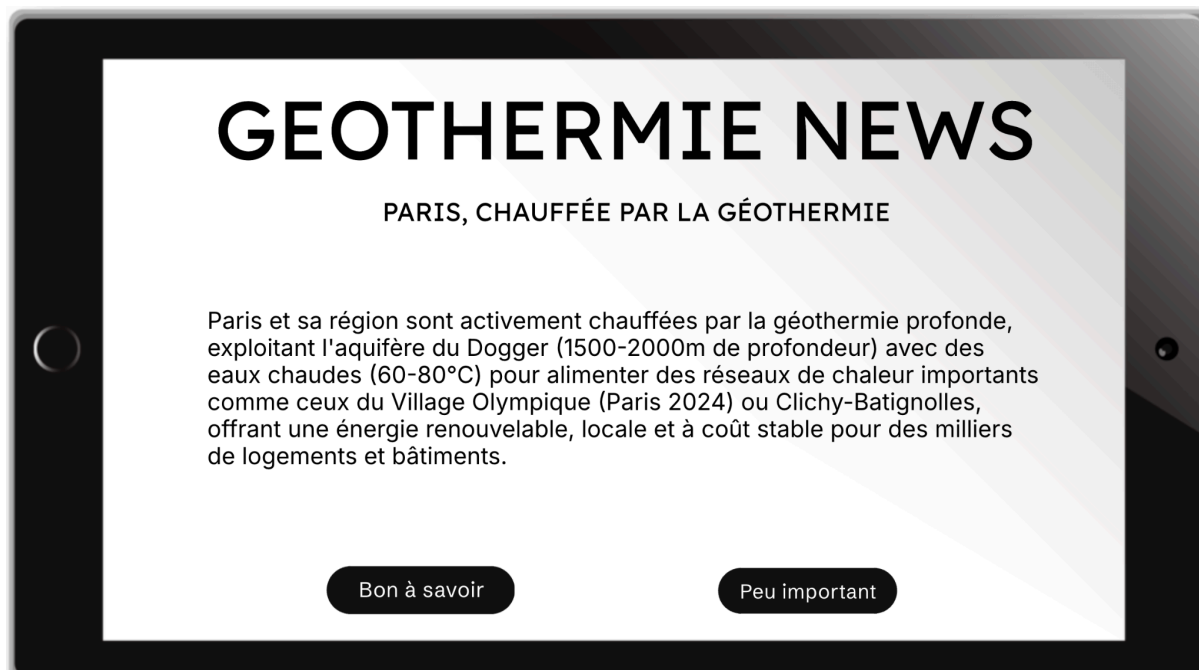 GEOTHERMIE NEWS
PARIS, CHAUFFÉE PAR LA GÉOTHERMIE
Paris et sa région sont activement chauffées par la géothermie profonde,
exploitant l'aquifère du Dogger (1500-2000m de profondeur) avec des
eaux chaudes (60-80°C) pour alimenter des réseaux de chaleur importants
comme ceux du Village Olympique (Paris 2024) ou Clichy-Batignolles,
offrant une énergie renouvelable, locale et à coût stable pour des milliers
de logements et bâtiments.
Bon à savoir
Peu important